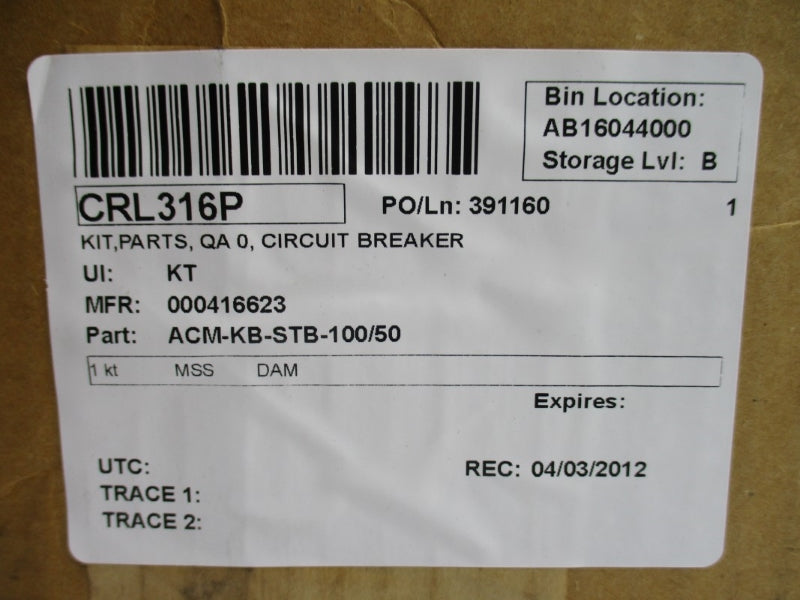 Bin Location:
AB16044000
Storage Lvl: B
CRL316P
PO/Ln: 391160 1
KIT,PARTS, QA 0, CIRCUIT BREAKER
UI: KT
MFR: 000416623
Part: ACM-KB-STB-100/50
1 kt MSS DAM
Expires:
UTC: REC: 04/03/2012
TRACE 1:
TRACE 2: